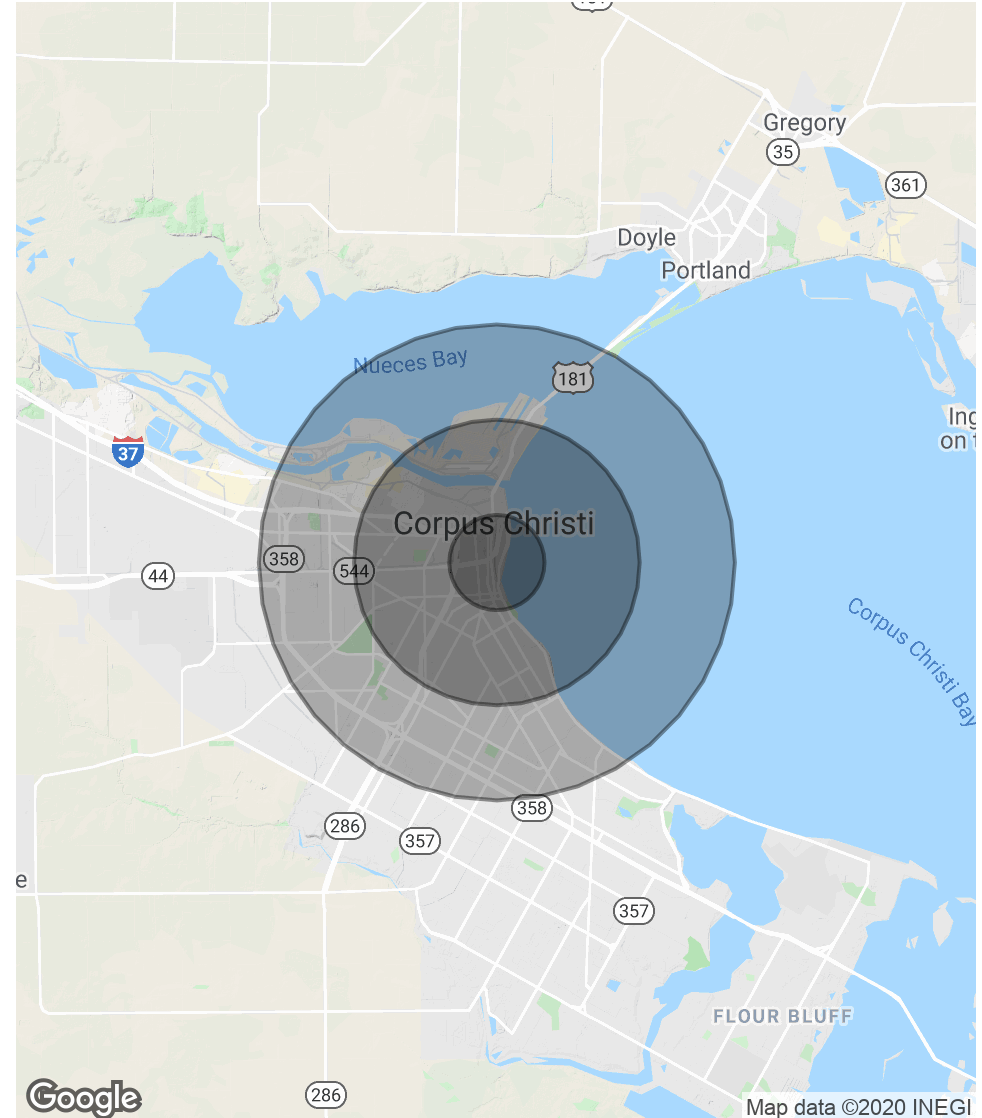 Gregory
35
361
Doyle
Portland
Nueces Bay
181
37
Corpus Christi
358
544
44
Corpus Christi Bay
286
357
358
357
FLOUR BLUFF
286
Google
Map data ©2020 INEGI